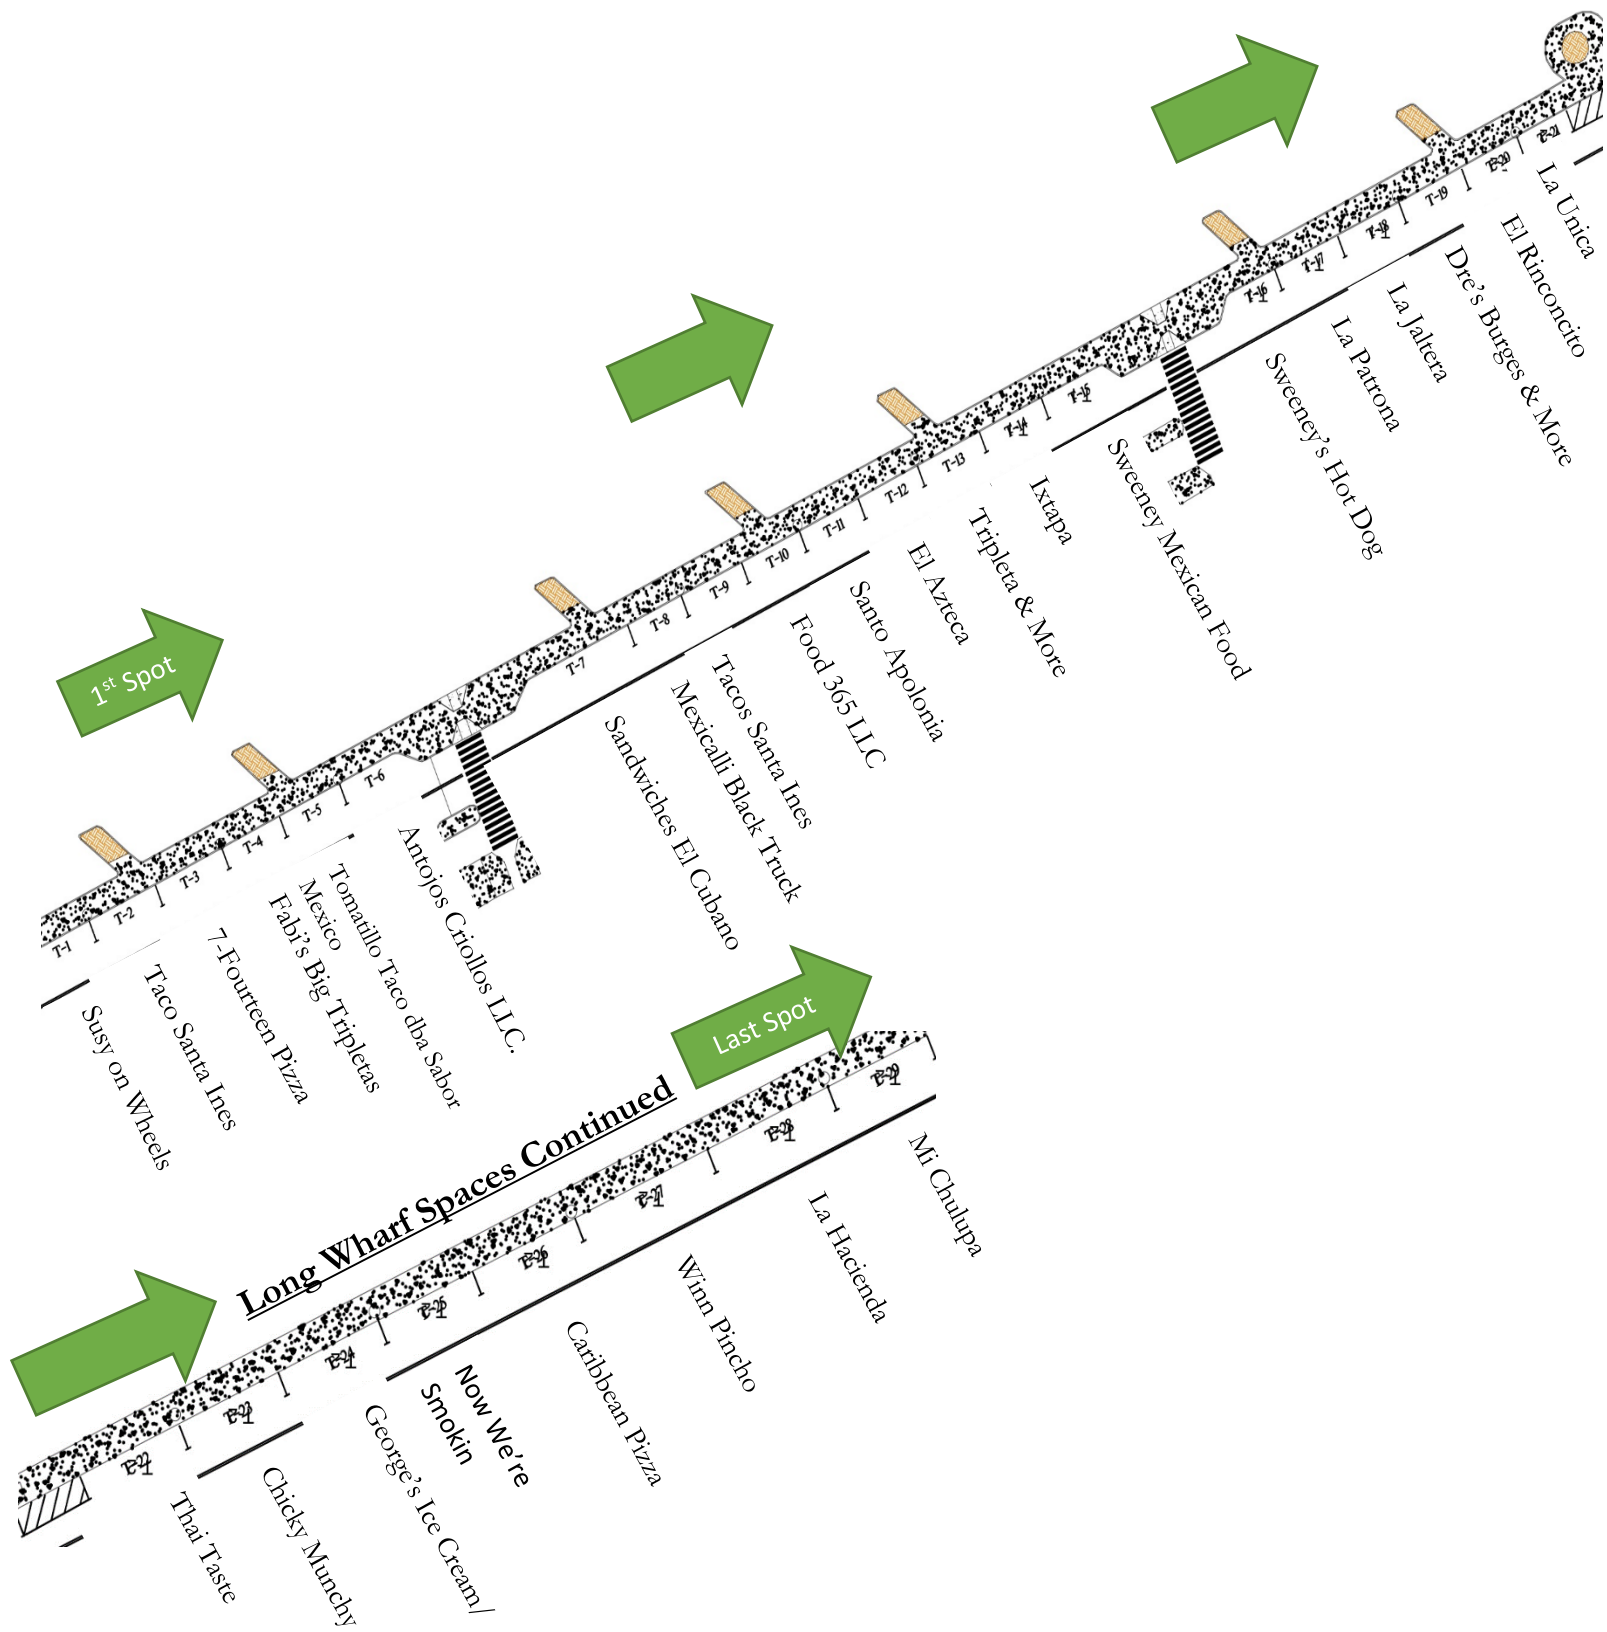 1st Spot
T-1
T-2
T-3
T-4
T-5
T-6
T-7
T-8
T-9
T-10
T-11
T-12
T-13
T-14
T-15
T-16
T-17
T-18
T-19
Susy on Wheels
Taco Santa Ines
7-Fourteen Pizza
Fabi's Big Tripletas
Tomatillo Taco dba Sabor
Mexico
Antojos Criollos LLC.
Sandwiches El Cubano
Mexicalli Black Truck
Tacos Santa Ines
Food 365 LLC
Santo Apolonia
El Azteca
Tripleta & More
Ixtapa
Sweeney Mexican Food
Sweeney's Hot Dog
La Patrona
La Jaltera
Dre's Burges & More
El Rinconcito
La Unica
Long Wharf Spaces Continued
Last Spot
Thai Taste
Chicky Munchy
George's Ice Cream/
Now We're
Smokin
Caribbean Pizza
Winn Pincho
La Hacienda
Mi Chulupa